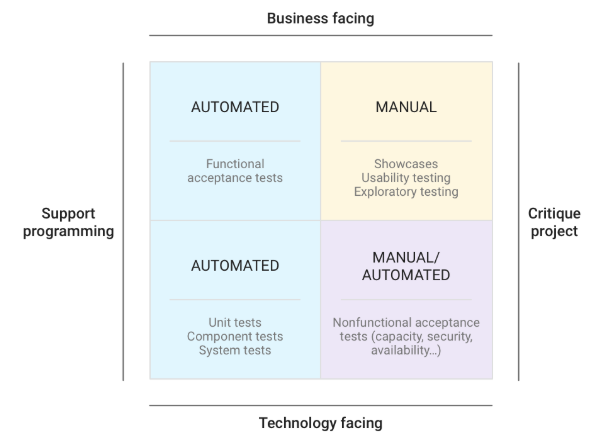 Business facing
AUTOMATED
Functional
acceptance tests
MANUAL
Showcases
Usability testing
Exploratory testing
Support
programming
Critique
project
AUTOMATED
Unit tests
Component tests
System tests
MANUAL/
AUTOMATED
Nonfunctional acceptance
tests (capacity, security,
availability...)
Technology facing